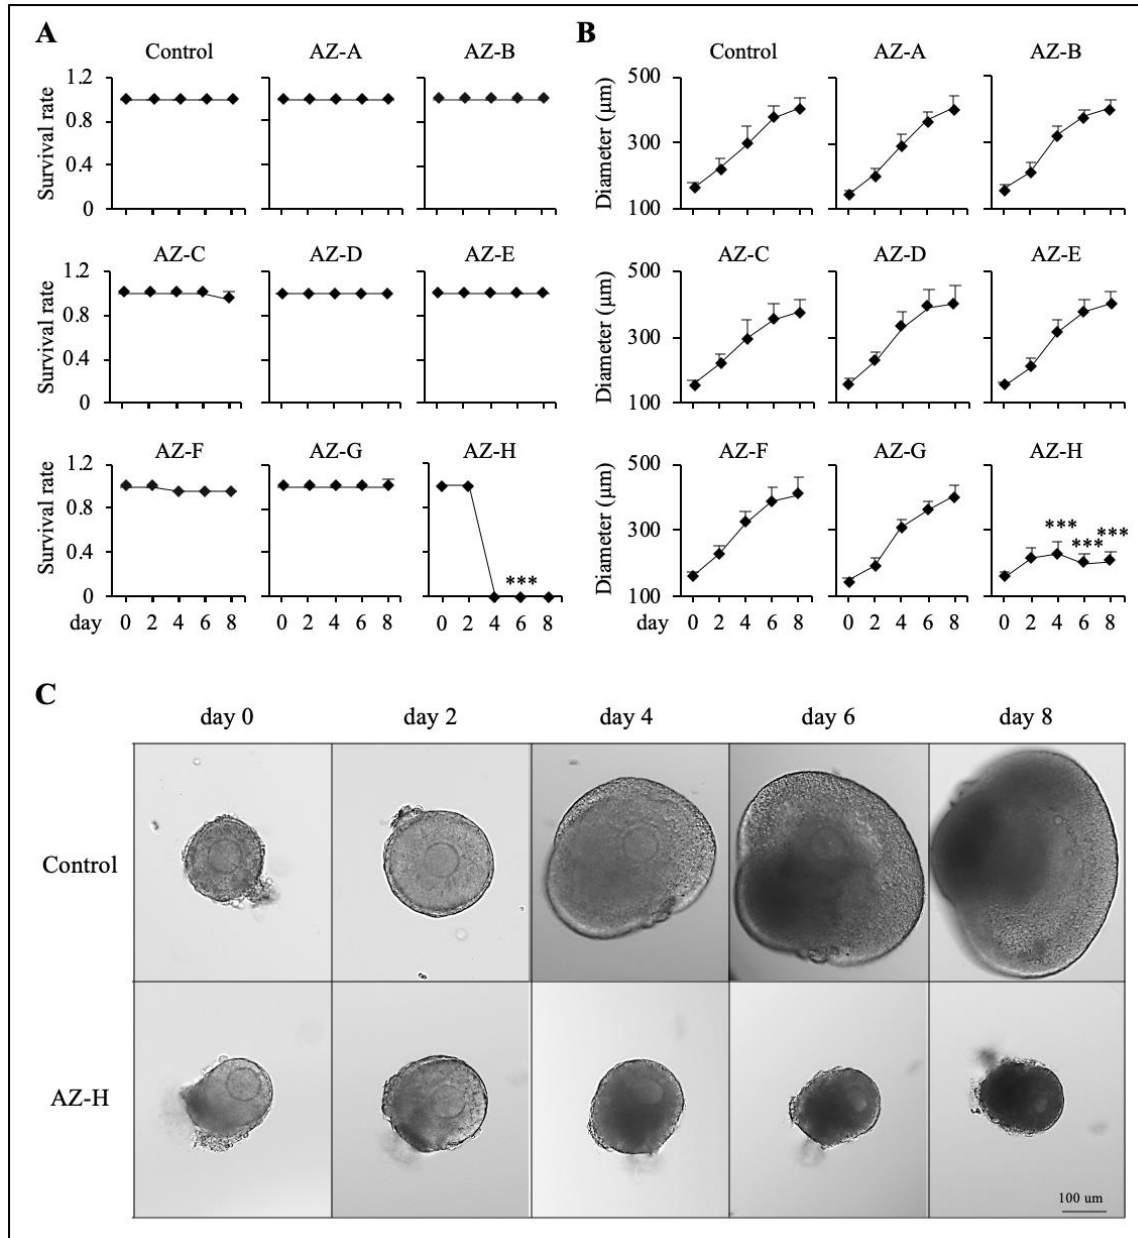 A
B
Control
AZ-A
AZ-B
Control
AZ-A
AZ-B
Survival rate
1.2
0.8
0.4
0
Diameter (μm)
500
300
100
AZ-C
AZ-D
AZ-E
AZ-C
AZ-D
AZ-E
Survival rate
1.2
0.8
0.4
0
Diameter (μm)
500
300
100
AZ-F
AZ-G
AZ-H
AZ-F
AZ-G
AZ-H
Survival rate
1.2
0.8
0.4
0
***
Diameter (μm)
500
300
100
***
***
***
day 0 2 4 6 8 0 2 4 6 8 0 2 4 6 8
day 0 2 4 6 8 0 2 4 6 8 0 2 4 6 8
C
day 0
day 2
day 4
day 6
day 8
Control
AZ-H
100 um